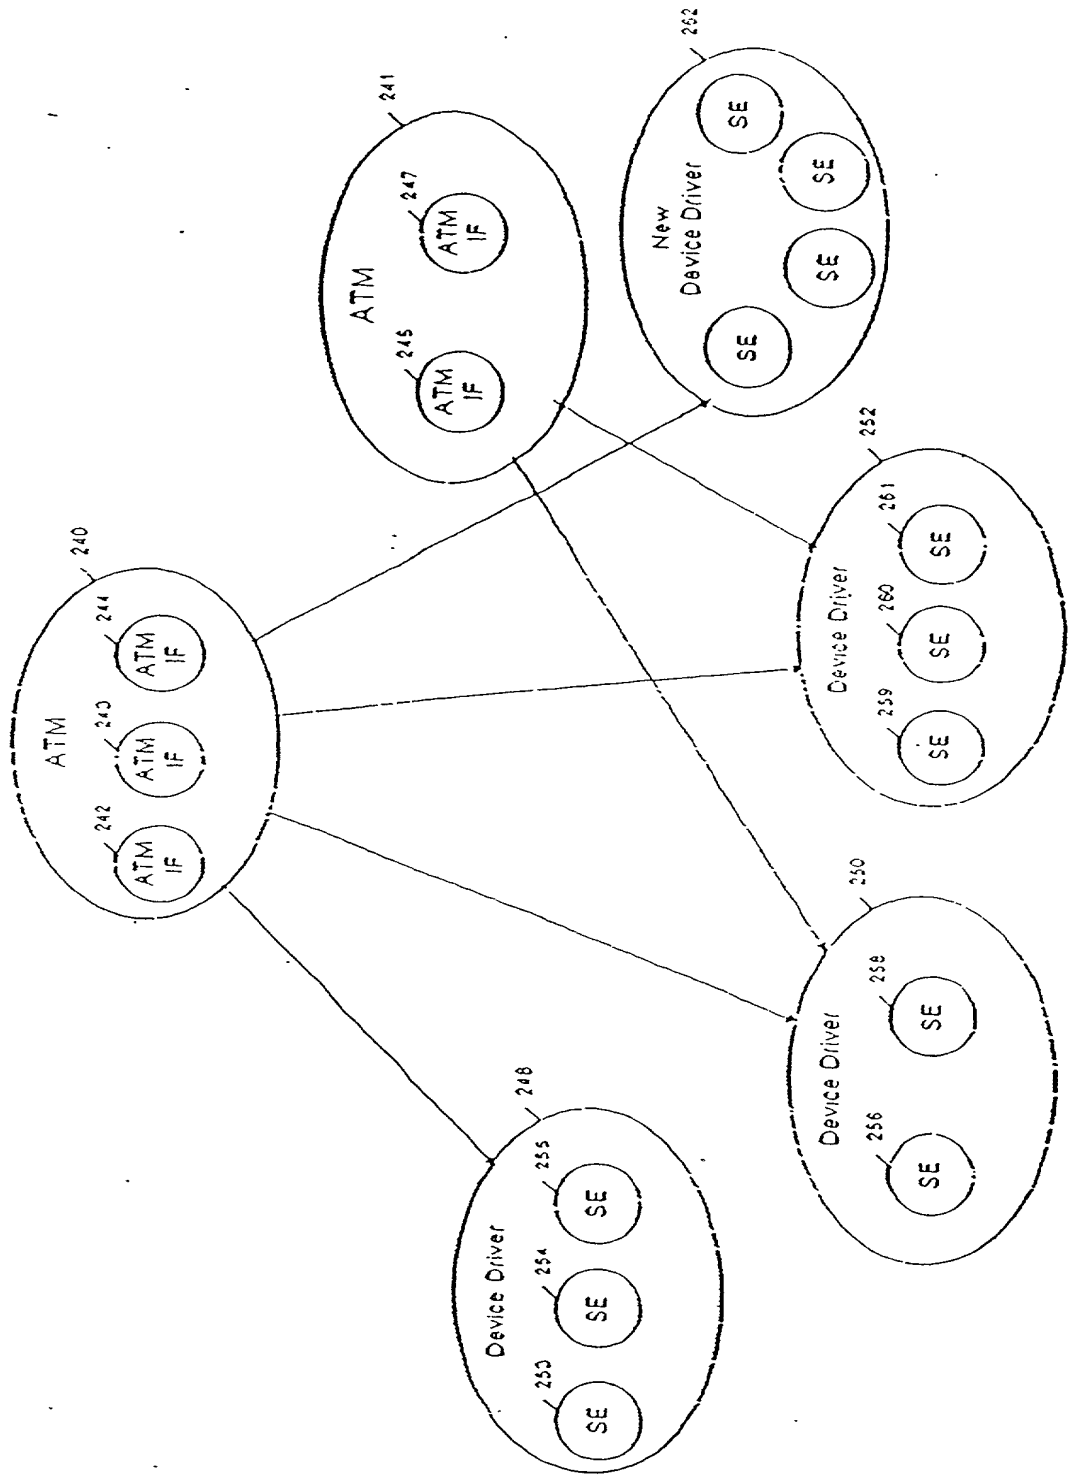 240
ATM
242
ATM
IF
243
ATM
IF
244
ATM
IF
241
ATM
245
ATM
IF
247
ATM
IF
248
Device Driver
253
SE
254
SE
255
SE
250
Device Driver
256
SE
258
SE
252
Device Driver
259
SE
260
SE
261
SE
262
New
Device Driver
SE
SE
SE
SE